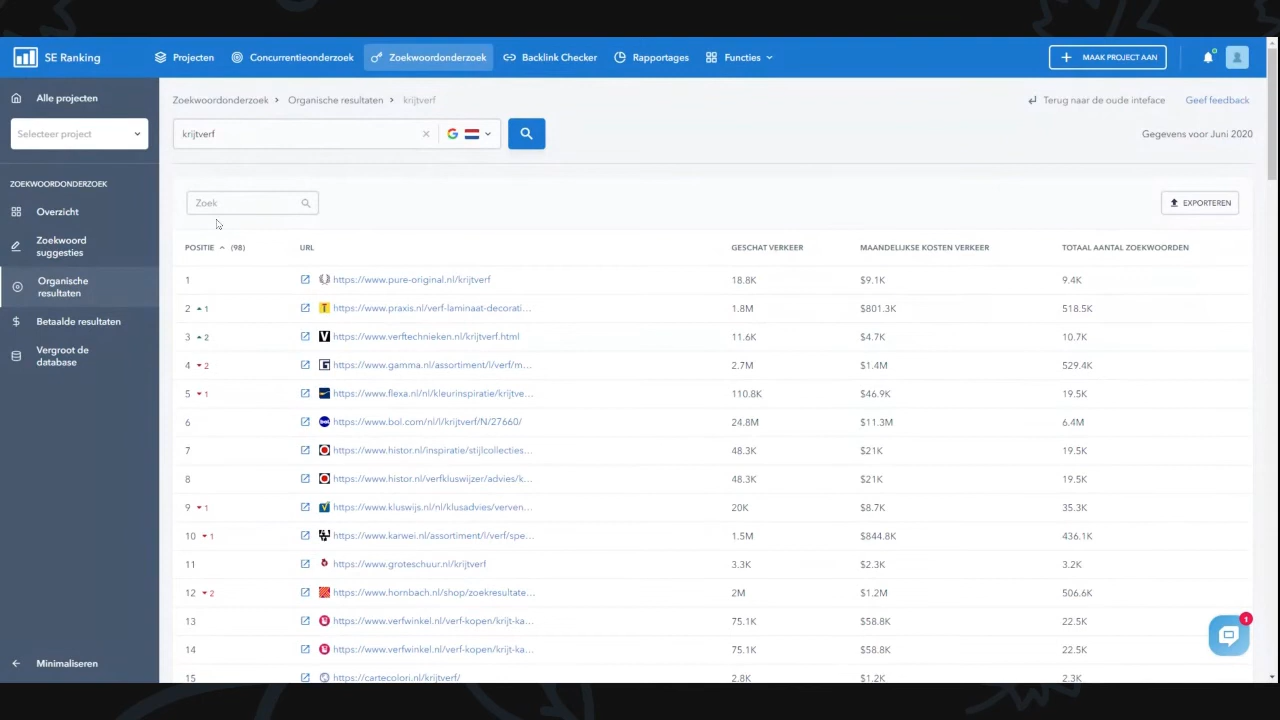 SE Ranking
Projecten
Concurrentieonderzoek
Zoekwoordonderzoek
Backlink Checker
Rapportages
Functies
MAAK PROJECT AAN
Alle projecten
Selecteer project
ZOEKWOORDONDERZOEK
Overzicht
Zoekwoord
suggesties
Organische
resultaten
Betaalde resultaten
Vergroot de
database
Minimaliseren
Zoekwoordonderzoek > Organische resultaten > krijtverf
Terug naar de oude inteface
Geef feedback
krijtverf
Gegevens voor Juni 2020
Zoek
EXPORTEREN
POSITIE (98) URL GESCHAT VERKEER MAANDELIJKSE KOSTEN VERKEER TOTAAL AANTAL ZOEKWOORDEN
1 https://www.pure-original.nl/krijtverf 18.8K $9.1K 9.4K
2 1 https://www.praxis.nl/verf-laminaat-decorati... 1.8M $801.3K 518.5K
3 2 https://www.verftechnieken.nl/krijtverf.html 11.6K $4.7K 10.7K
4 2 https://www.gamma.nl/assortiment/l/verf/m... 2.7M $1.4M 529.4K
5 1 https://www.flexa.nl/nl/kleurinspiratie/krijtve... 110.8K $46.9K 19.5K
6 https://www.bol.com/nl/l/krijtverf/N/27660/ 24.8M $11.3M 6.4M
7 https://www.histor.nl/inspiratie/stijlcollecties... 48.3K $21K 19.5K
8 https://www.histor.nl/verfkluswijzer/advies/k... 48.3K $21K 19.5K
9 1 https://www.kluswijs.nl/nl/klusadvies/verven... 20K $8.7K 35.3K
10 1 https://www.karwei.nl/assortiment/l/verf/spe... 1.5M $844.8K 436.1K
11 https://www.groteschuur.nl/krijtverf 3.3K $2.3K 3.2K
12 2 https://www.hornbach.nl/shop/zoekresultate... 2M $1.2M 506.6K
13 https://www.verfwinkel.nl/verf-kopen/krijt-ka... 75.1K $58.8K 22.5K
14 https://www.verfwinkel.nl/verf-kopen/krijt-ka... 75.1K $58.8K 22.5K
15 https://cartecolori.nl/krijtverf/ 2.8K $1.2K 2.3K
1